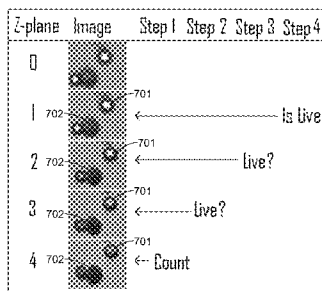 Z-plane Image Step 1 Step 2 Step 3 Step 4
0
701
1 702 Is Live
701
2 702 Live?
701
3 702 Live?
701
4 702 Count